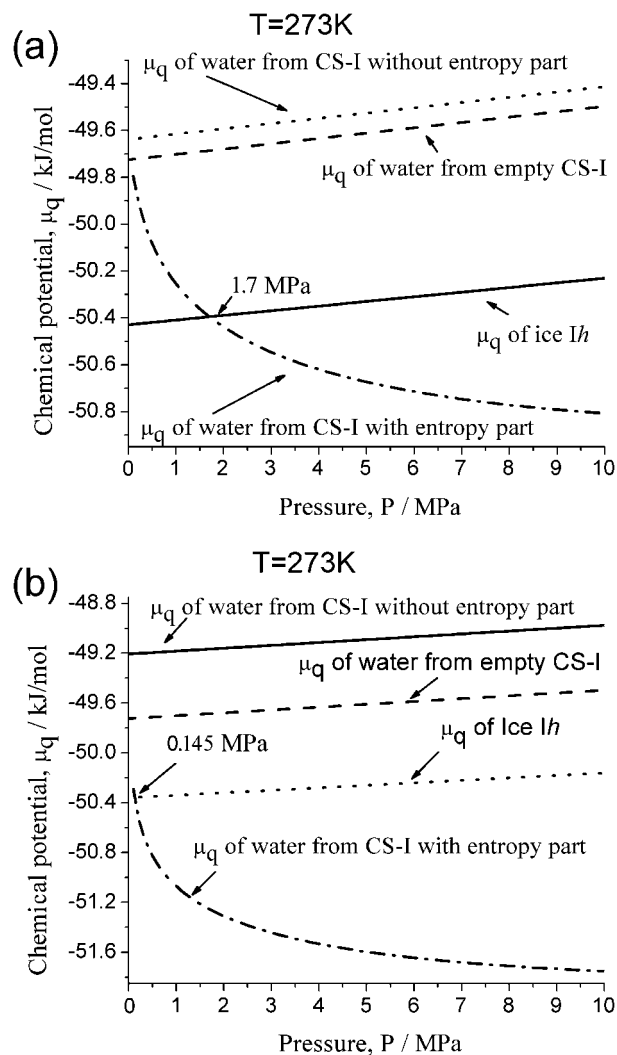 T=273K
(a)
μq of water from CS-I without entropy part
μq of water from empty CS-I
1.7 MPa
μq of ice Ih
μq of water from CS-I with entropy part
Chemical potential, μq / kJ/mol
-49.4
-49.6
-49.8
-50.0
-50.2
-50.4
-50.6
-50.8
0 1 2 3 4 5 6 7 8 9 10
Pressure, P / MPa
T=273K
(b)
μq of water from CS-I without entropy part
μq of water from empty CS-I
0.145 MPa
μq of Ice Ih
μq of water from CS-I with entropy part
Chemical potential, μq / kJ/mol
-48.8
-49.2
-49.6
-50.0
-50.4
-50.8
-51.2
-51.6
0 1 2 3 4 5 6 7 8 9 10
Pressure, P / MPa